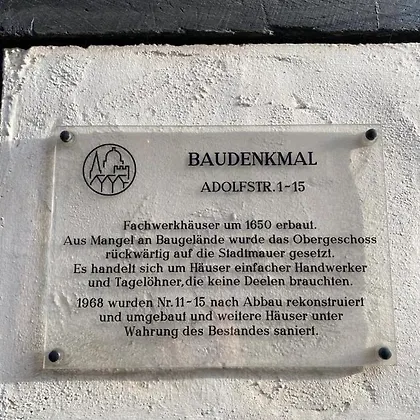 BAUDENKMAL
ADOLFSTR. 1-15
Fachwerkhäuser um 1650 erbaut.
Aus Mangel an Baugelände wurde das Obergeschoss
rückwärtig auf die Stadtmauer gesetzt.
Es handelt sich um Häuser einfacher Handwerker
und Tagelöhner, die keine Deelen brauchten.
1968 wurden Nr. 11-15 nach Abbau rekonstruiert
und umgebaut und weitere Häuser unter
Wahrung des Bestandes saniert.